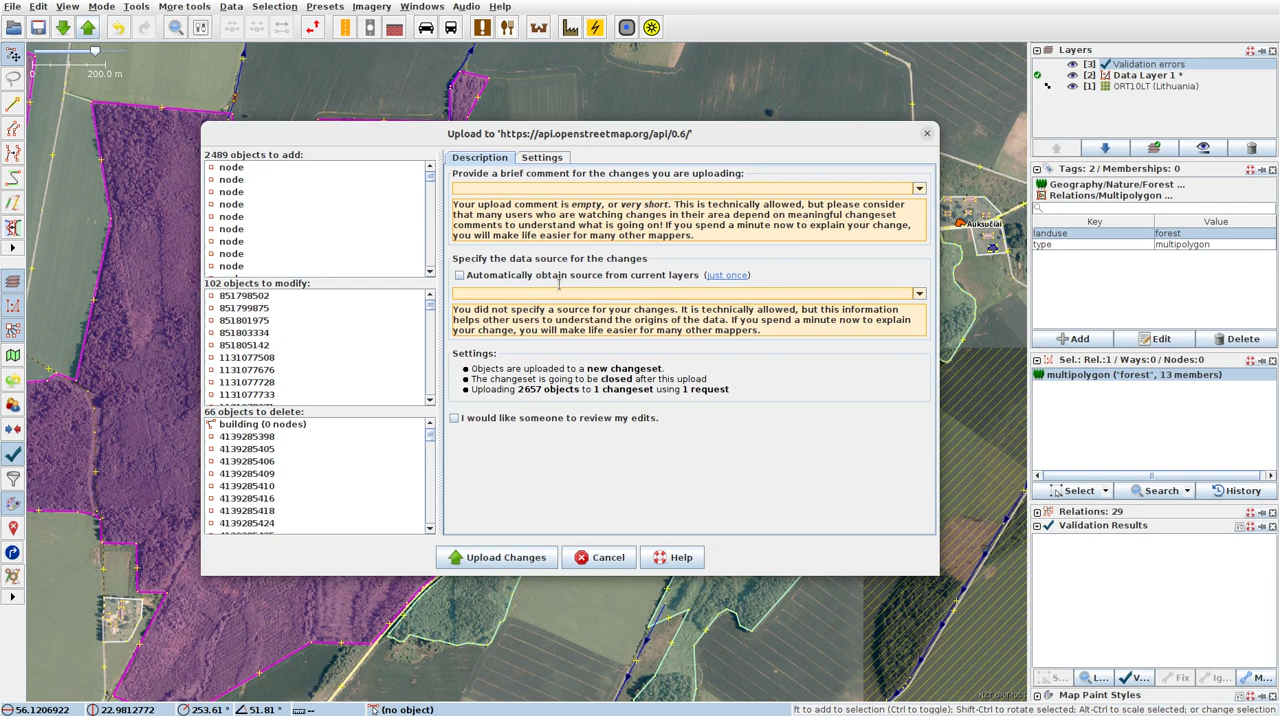 File Edit View Mode Tools More tools Data Selection Presets Imagery Windows Audio Help
0 200.0 m
Upload to 'https://api.openstreetmap.org/api/0.6/'
2489 objects to add:
node
node
node
node
node
node
node
node
node
102 objects to modify:
851798502
851799875
851801975
851803334
851805142
1131077508
1131077676
1131077728
1131077733
66 objects to delete:
building (0 nodes)
4139285398
4139285405
4139285406
4139285409
4139285410
4139285416
4139285418
4139285424
Description Settings
Provide a brief comment for the changes you are uploading:
Your upload comment is empty, or very short. This is technically allowed, but please consider
that many users who are watching changes in their area depend on meaningful changeset
comments to understand what is going on! If you spend a minute now to explain your change,
you will make life easier for many other mappers.
Specify the data source for the changes
Automatically obtain source from current layers (just once)
You did not specify a source for your changes. It is technically allowed, but this information
helps other users to understand the origins of the data. If you spend a minute now to explain
your change, you will make life easier for many other mappers.
Settings:
Objects are uploaded to a new changeset.
The changeset is going to be closed after this upload
Uploading 2657 objects to 1 changeset using 1 request
I would like someone to review my edits.
Upload Changes Cancel Help
Auksučiai
Layers
[3] Validation errors
[2] Data Layer 1 *
[1] ORT10LT (Lithuania)
Tags: 2 / Memberships: 0
Geography/Nature/Forest ...
Relations/Multipolygon ...
Key Value
landuse forest
type multipolygon
Add Edit Delete
Sel.: Rel.:1 / Ways:0 / Nodes:0
multipolygon ("forest", 13 members)
Select Search History
Relations: 29
Validation Results
S... L... V... Fix Ig... M...
Map Paint Styles
56.1206922 22.9812772 253.61 ° 51.81 ° -- (no object)
ft to add to selection (Ctrl to toggle); Shift-Ctrl to rotate selected; Alt-Ctrl to scale selected; or change selection